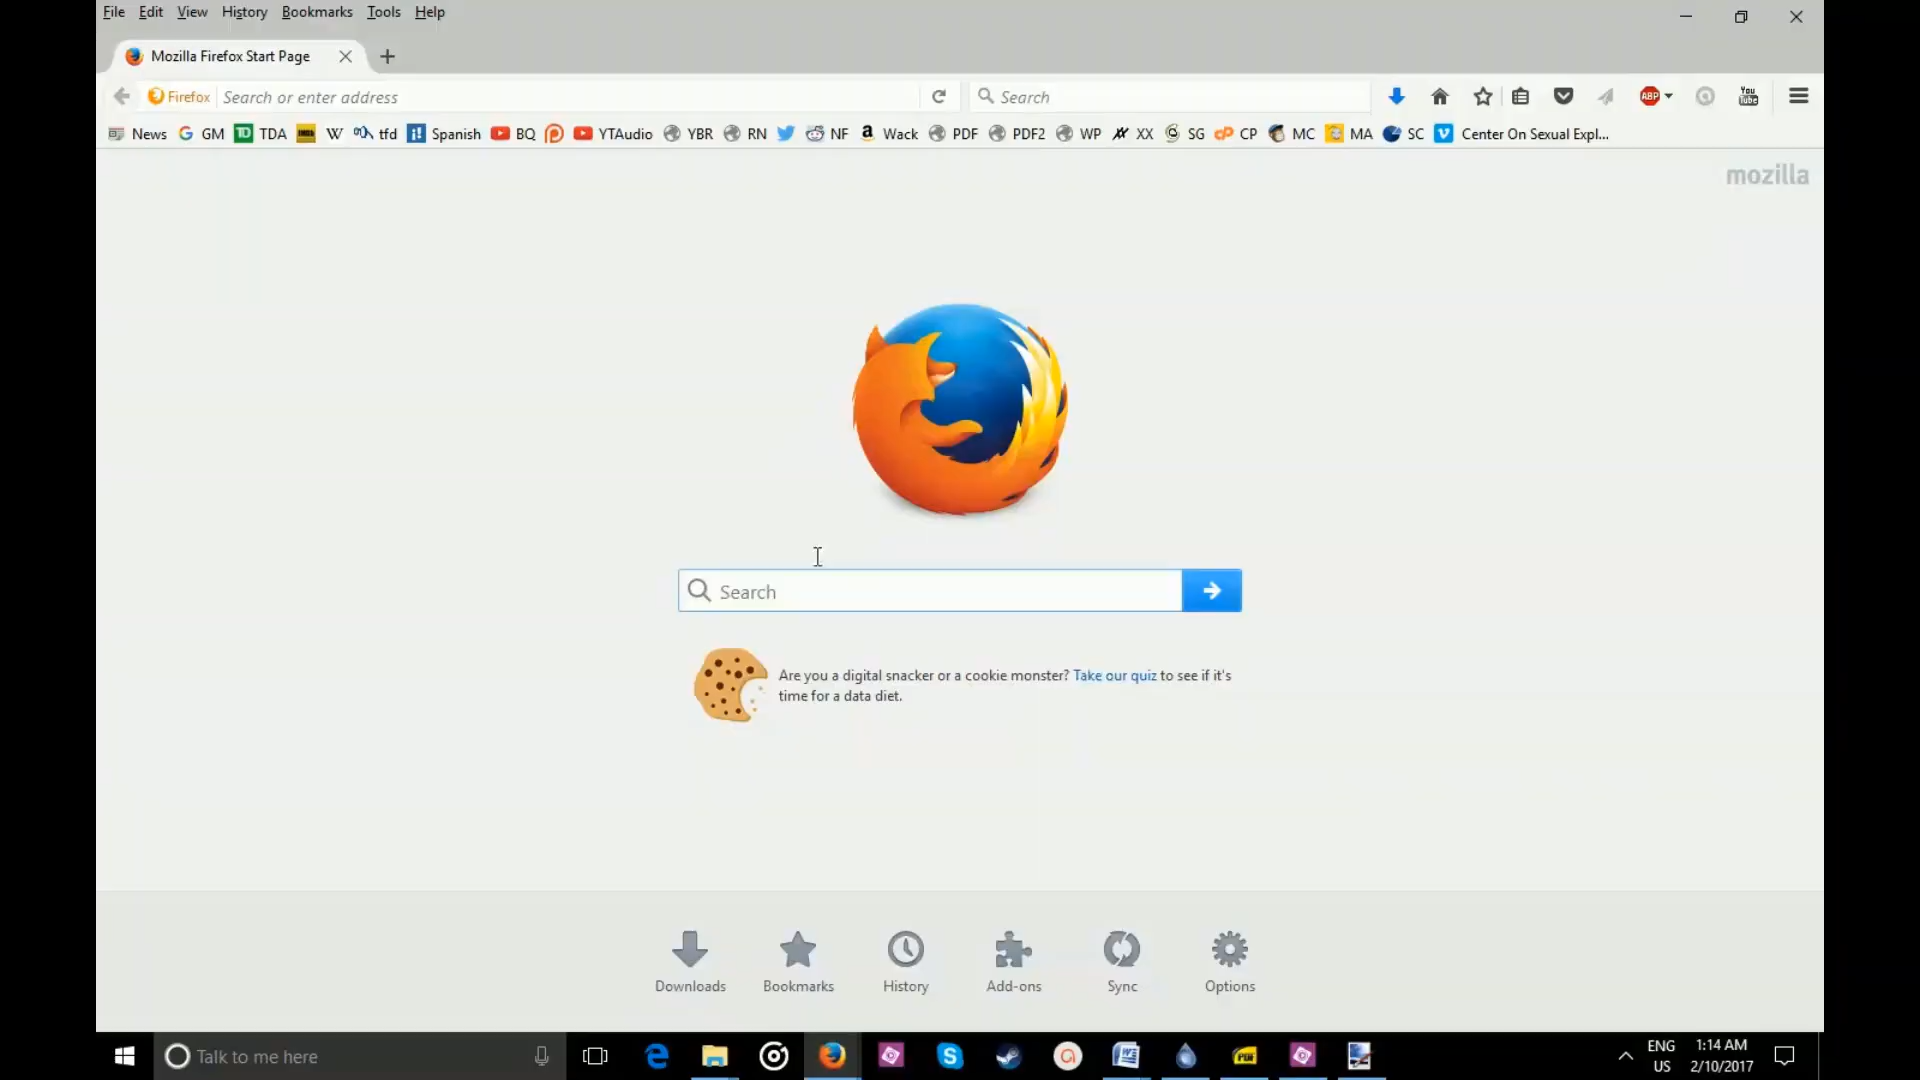 File Edit View History Bookmarks Tools Help
Mozilla Firefox Start Page
Firefox Search or enter address
Search
ABP
You Tube
News GM TDA tfd Spanish BQ YTAudio YBR RN NF Wack PDF PDF2 WP XX SG CP MC MA SC Center On Sexual Expl...
mozilla
Search
Are you a digital snacker or a cookie monster? Take our quiz to see if it's
time for a data diet.
Downloads Bookmarks History Add-ons Sync Options
Talk to me here
ENG
US
1:14 AM
2/10/2017